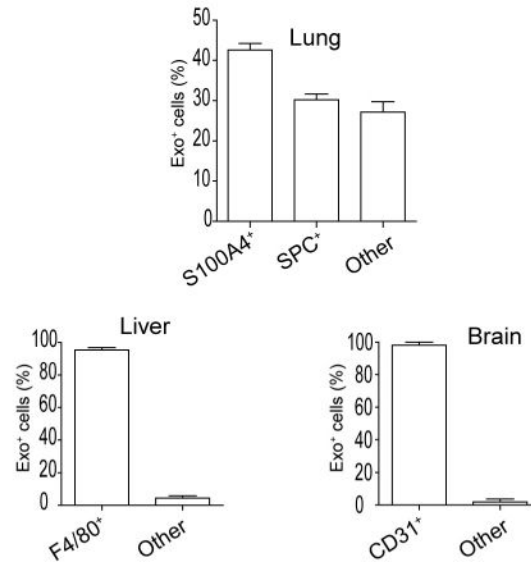 Lung
Exo⁺ cells (%)
50
40
30
20
10
0
S100A4⁺
SPC⁺
Other
Liver
Exo⁺ cells (%)
100
80
60
40
20
0
F4/80⁺
Other
Brain
Exo⁺ cells (%)
100
80
60
40
20
0
CD31⁺
Other